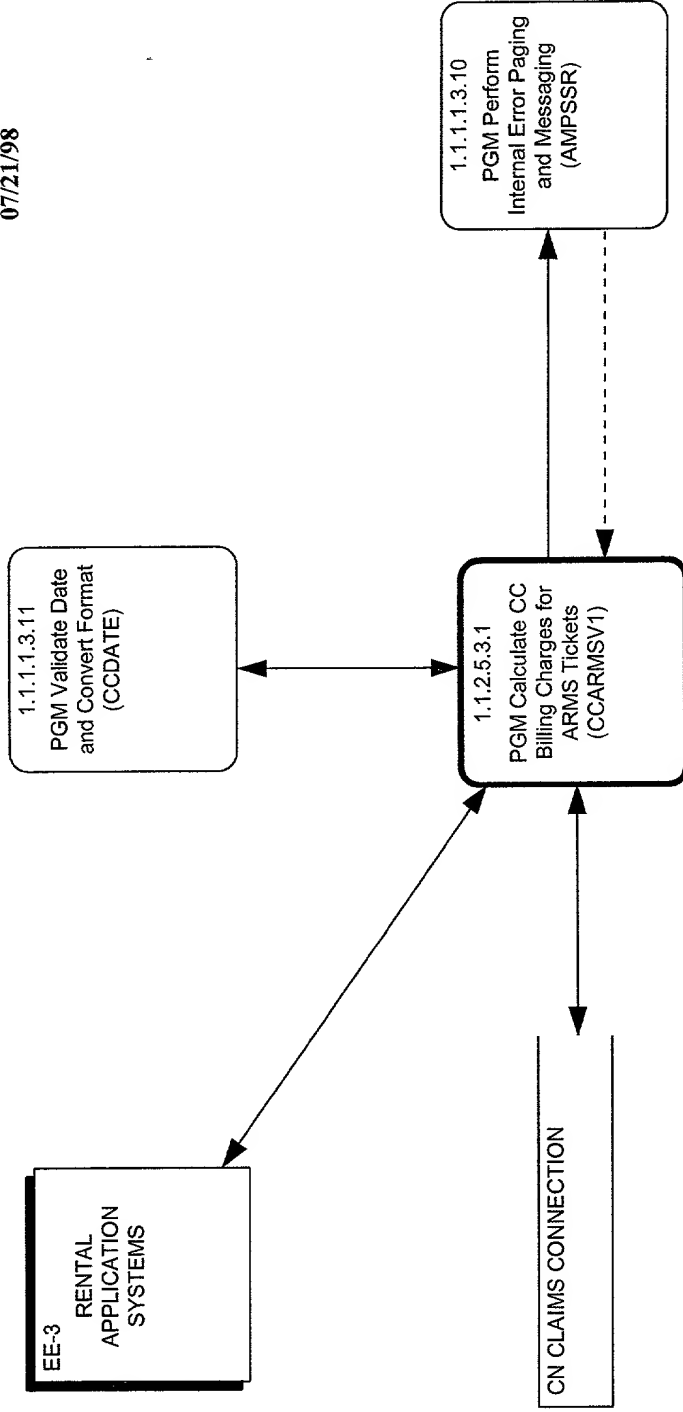 07/21/98
1.1.1.1.3.11
PGM Validate Date
and Convert Format
(CCDATE)
EE-3
RENTAL
APPLICATION
SYSTEMS
CN CLAIMS CONNECTION
1.1.2.5.3.1
PGM Calculate CC
Billing Charges for
ARMS Tickets
(CCARMSV1)
1.1.1.1.3.10
PGM Perform
Internal Error Paging
and Messaging
(AMPSSR)